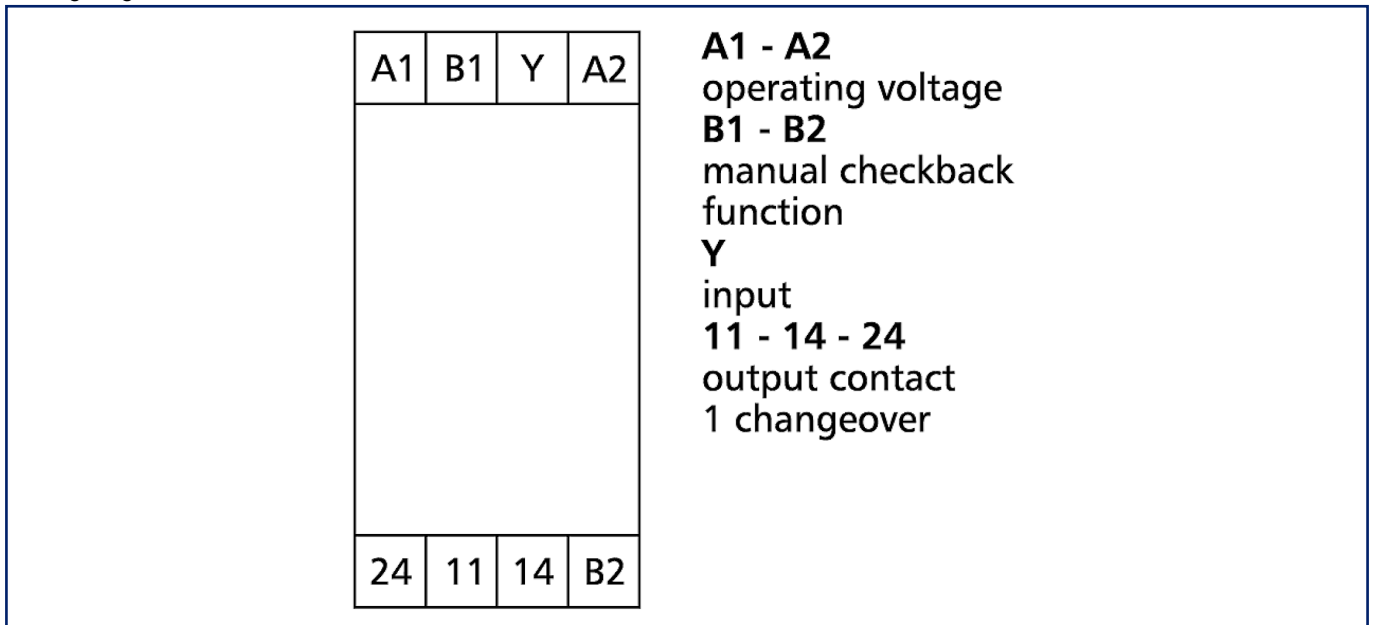 A1 B1 Y A2
A1 - A2
operating voltage
B1 - B2
manual checkback
function
Y
input
11 - 14 - 24
output contact
1 changeover
24 11 14 B2